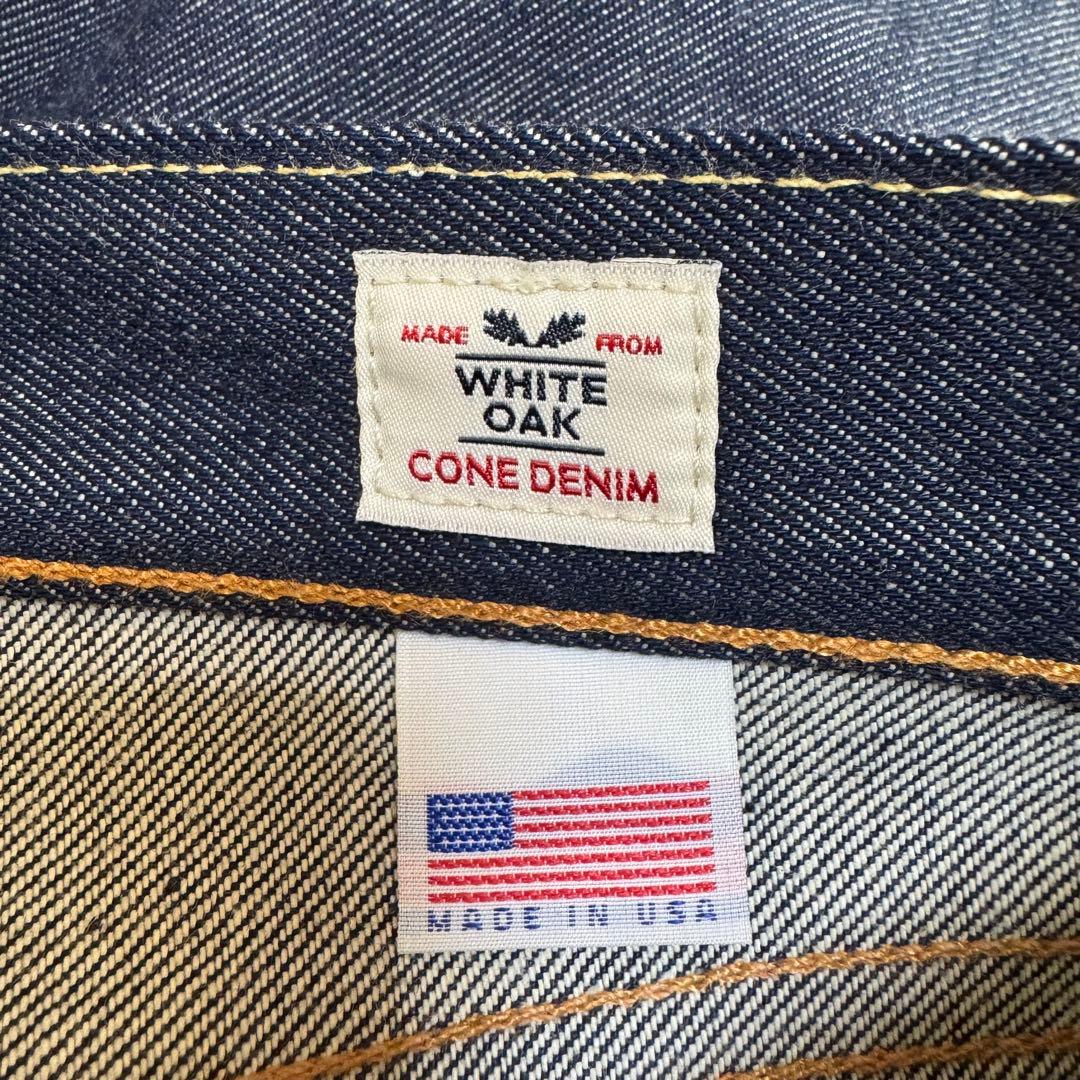 MADE FROM
WHITE
OAK
CONE DENIM
MADE IN USA